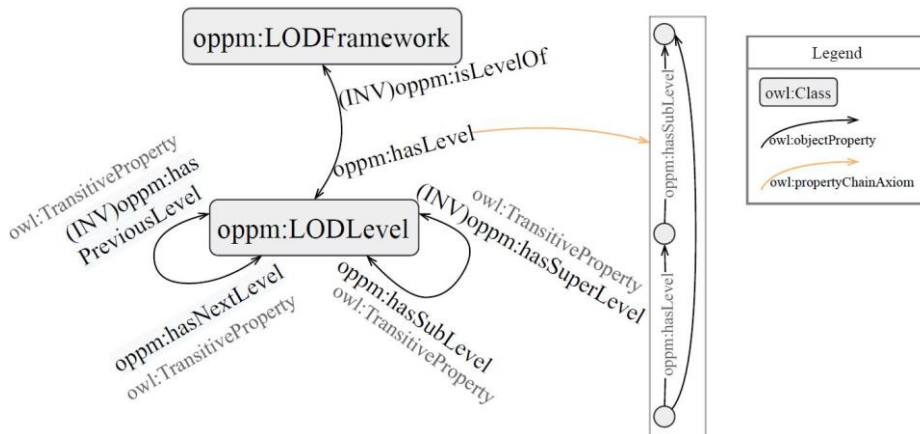 oppm:LODFramework
(INV)oppm:isLevelOf
oppm:hasLevel
owl:TransitiveProperty
(INV)oppm:has
PreviousLevel
oppm:LODLevel
oppm:hasNextLevel
owl:TransitiveProperty
oppm:hasSubLevel
owl:TransitiveProperty
owl:TransitiveProperty
(INV)oppm:hasSuperLevel
oppm:hasSubLevel
oppm:hasLevel
Legend
owl:Class
owl:objectProperty
owl:propertyChainAxiom